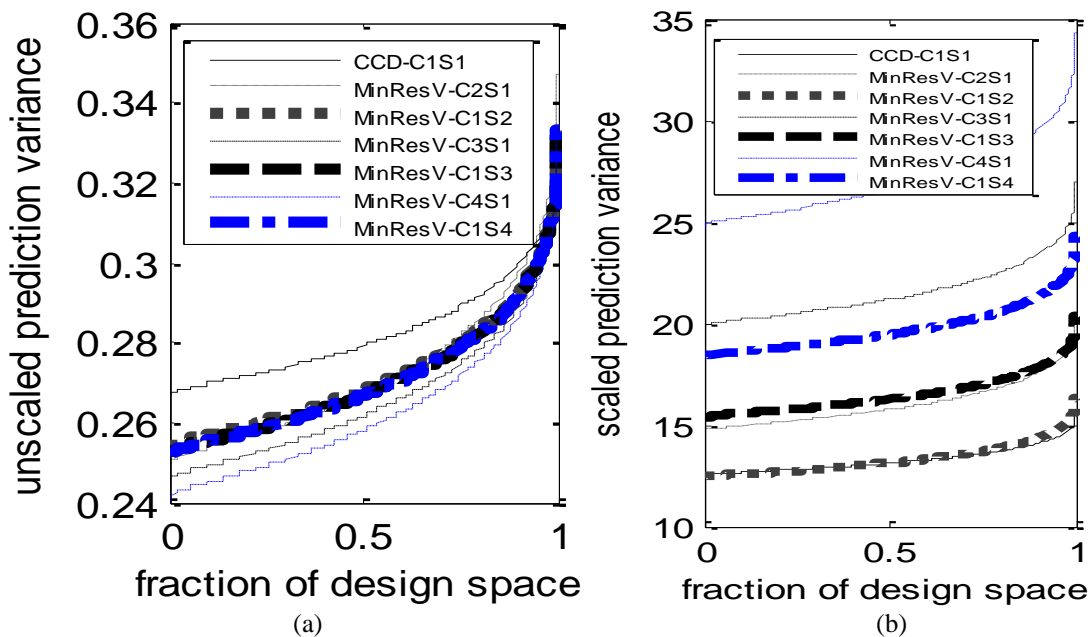 0.36
0.34
0.32
0.3
0.28
0.26
0.24
0
0.5
1
unscaled prediction variance
fraction of design space
CCD-C1S1
MinResV-C2S1
MinResV-C1S2
MinResV-C3S1
MinResV-C1S3
MinResV-C4S1
MinResV-C1S4
(a)
35
30
25
20
15
10
0
0.5
1
scaled prediction variance
fraction of design space
CCD-C1S1
MinResV-C2S1
MinResV-C1S2
MinResV-C3S1
MinResV-C1S3
MinResV-C4S1
MinResV-C1S4
(b)